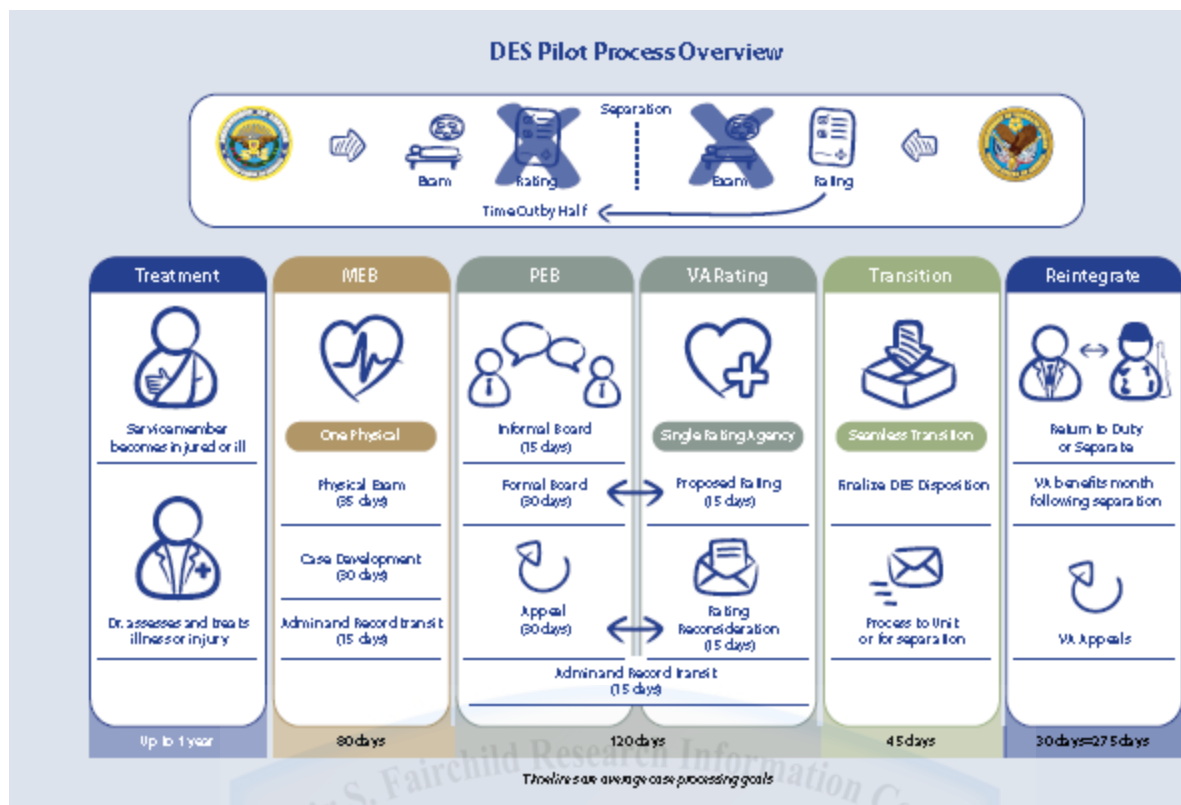 DES Pilot Process Overview
Separation
Exam
Rating
Exam
Rating
Time Cut by Half
Treatment
Service member
becomes injured or ill
Dr. assesses and treats
illness or injury
Up to 1 year
MEB
One Physical
Physical Exam
(35 days)
Case Development
(30 days)
Admin and Record transit
(15 days)
80 days
PEB
Informal Board
(15 days)
Formal Board
(30 days)
Appeal
(30 days)
VA Rating
Single Rating Agency
Proposed Rating
(15 days)
Rating
Reconsideration
(15 days)
Admin and Record transit
(15 days)
120 days
Transition
Seamless Transition
Finalize DES Disposition
Process to Unit
or for separation
45 days
Reintegrate
Return to Duty
or Separate
VA benefits month
following separation
VA Appeals
30 days=275 days
Timelines are average case processing goals
S. Fairchild Research Information